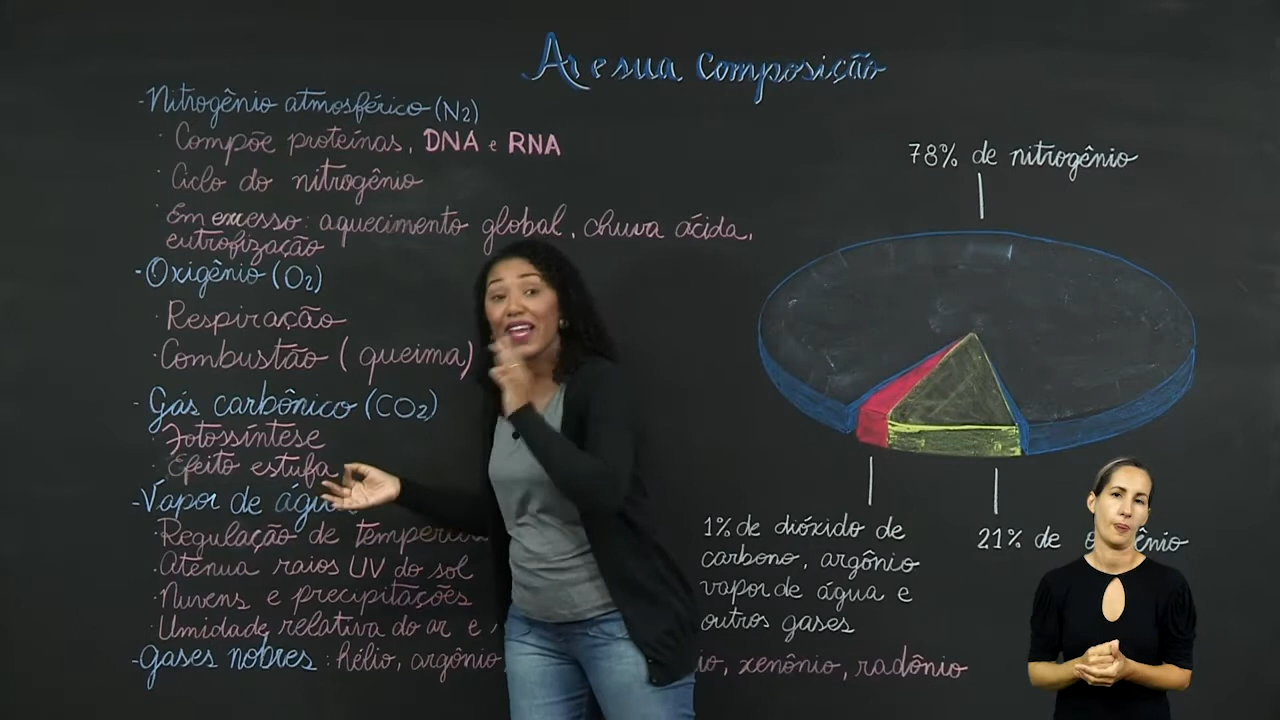 Ar e sua composição
- Nitrogênio atmosférico (N2)
· Compõe proteínas, DNA e RNA
· Ciclo do nitrogênio
· Em excesso: aquecimento global, chuva ácida,
eutrofização
- Oxigênio (O2)
· Respiração
· Combustão (queima)
- Gás carbônico (CO2)
· Fotossíntese
· Efeito estufa
- Vapor de
· Regulação de
· Atenua raios UV do sol
· Nuvens e precipitações
· Umidade relativa do ar e
- Gases nobres: hélio, argônio, xenônio, radônio
78% de nitrogênio
1% de dióxido de
carbono, argônio
vapor de água e
outros gases
21% de